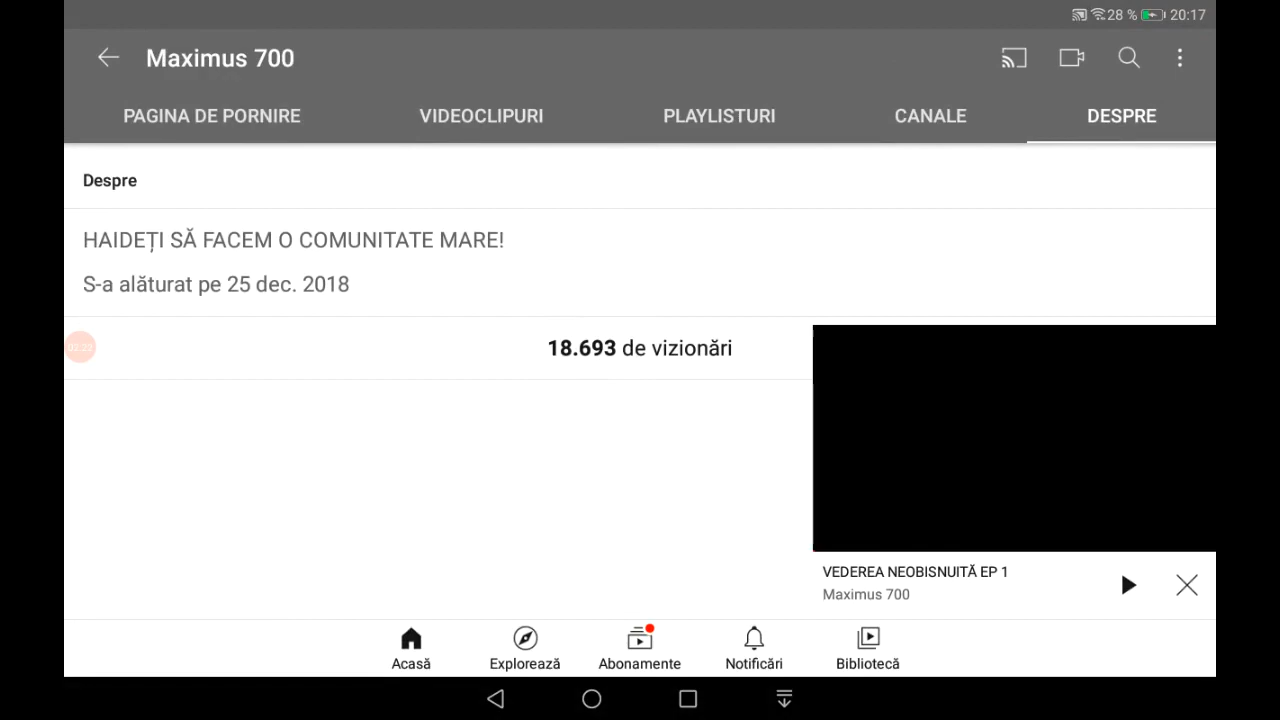 28 % 20:17
Maximus 700
PAGINA DE PORNIRE VIDEOCLIPURI PLAYLISTURI CANALE DESPRE
Despre
HAIDEȚI SĂ FACEM O COMUNITATE MARE!
S-a alăturat pe 25 dec. 2018
02:20
18.693 de vizionări
VEDEREA NEOBISNUITĂ EP 1
Maximus 700
Acasă Explorează Abonamente Notificări Bibliotecă